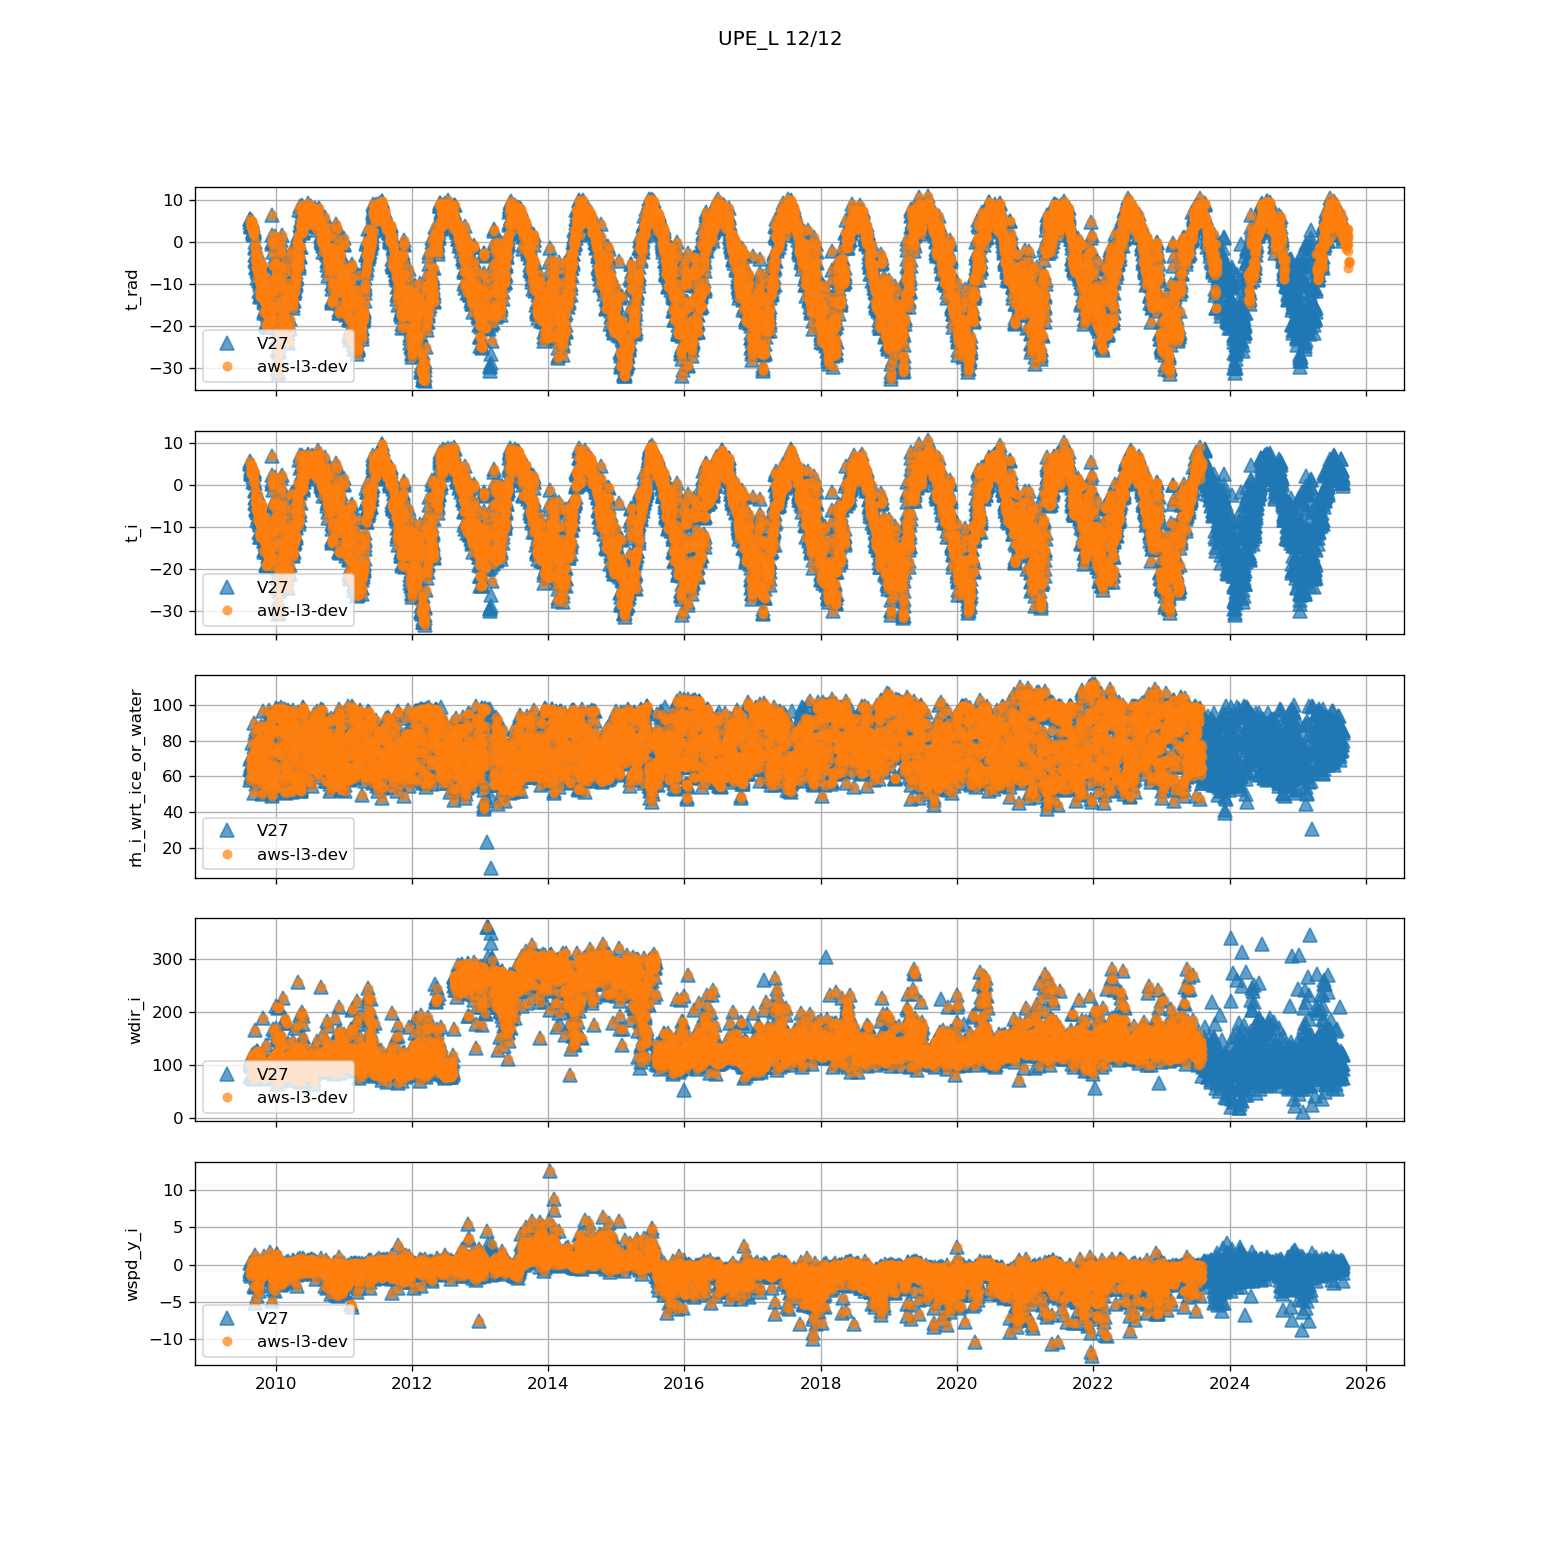 UPE_L 12/12
10
0
−10
−20
−30
t_rad
V27
aws-l3-dev
10
0
−10
−20
−30
t_i
V27
aws-l3-dev
100
80
60
40
20
rh_i_wrt_ice_or_water
V27
aws-l3-dev
300
200
100
0
wdir_i
V27
aws-l3-dev
10
5
0
−5
−10
wspd_y_i
V27
aws-l3-dev
2010 2012 2014 2016 2018 2020 2022 2024 2026